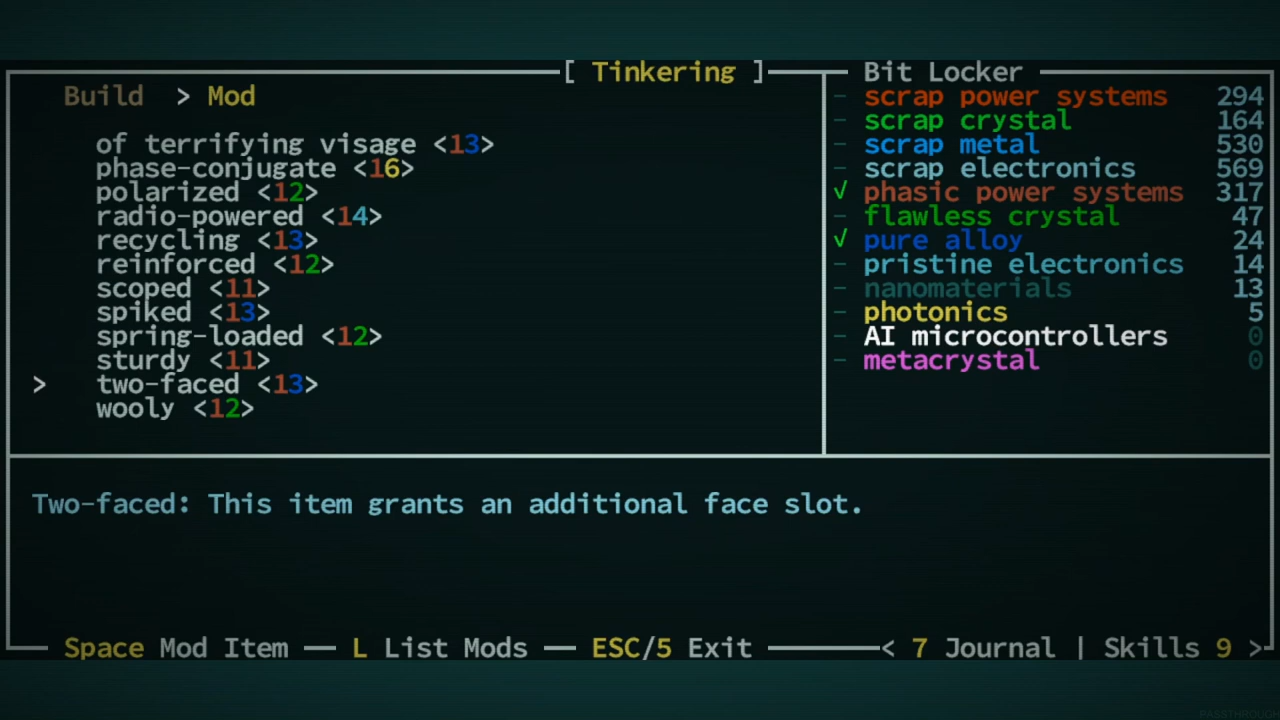 [ Tinkering ]
Build > Mod
of terrifying visage <13>
phase-conjugate <16>
polarized <12>
radio-powered <14>
recycling <13>
reinforced <12>
scoped <11>
spiked <13>
spring-loaded <12>
sturdy <11>
> two-faced <13>
wooly <12>
Bit Locker
- scrap power systems 294
- scrap crystal 164
- scrap metal 530
- scrap electronics 569
√ phasic power systems 317
- flawless crystal 47
√ pure alloy 24
- pristine electronics 14
- nanomaterials 13
- photonics 5
- AI microcontrollers 0
- metacrystal 0
Two-faced: This item grants an additional face slot.
Space Mod Item — L List Mods — ESC/5 Exit
< 7 Journal | Skills 9 >
PASSTHROUGH